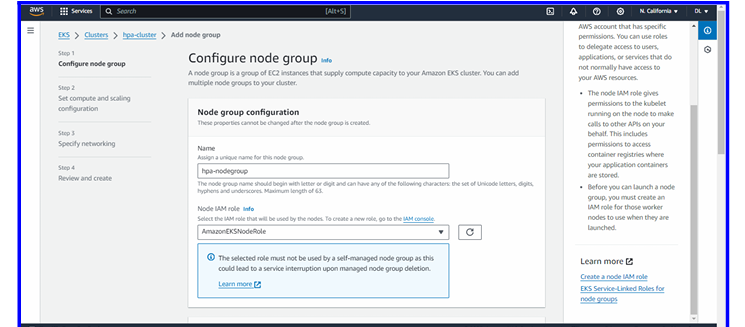 aws
Services
Search
[Alt+S]
N. California
DL
EKS > Clusters > hpa-cluster > Add node group
Step 1
Configure node group
Step 2
Set compute and scaling
configuration
Step 3
Specify networking
Step 4
Review and create
Configure node group Info
A node group is a group of EC2 instances that supply compute capacity to your Amazon EKS cluster. You can add
multiple node groups to your cluster.
Node group configuration
These properties cannot be changed after the node group is created.
Name
Assign a unique name for this node group.
hpa-nodegroup
The node group name should begin with letter or digit and can have any of the following characters: the set of Unicode letters, digits,
hyphens and underscores. Maximum length of 63.
Node IAM role Info
Select the IAM role that will be used by the nodes. To create a new role, go to the IAM console.
AmazonEKSNodeRole
The selected role must not be used by a self-managed node group as this
could lead to a service interruption upon managed node group deletion.
Learn more
AWS account that has specific
permissions. You can use roles
to delegate access to users,
applications, or services that do
not normally have access to
your AWS resources.
• The node IAM role gives
permissions to the kubelet
running on the node to make
calls to other APIs on your
behalf. This includes
permissions to access
container registries where
your application containers
are stored.
• Before you can launch a node
group, you must create an
IAM role for those worker
nodes to use when they are
launched.
Learn more
Create a node IAM role
EKS Service-Linked Roles for
node groups